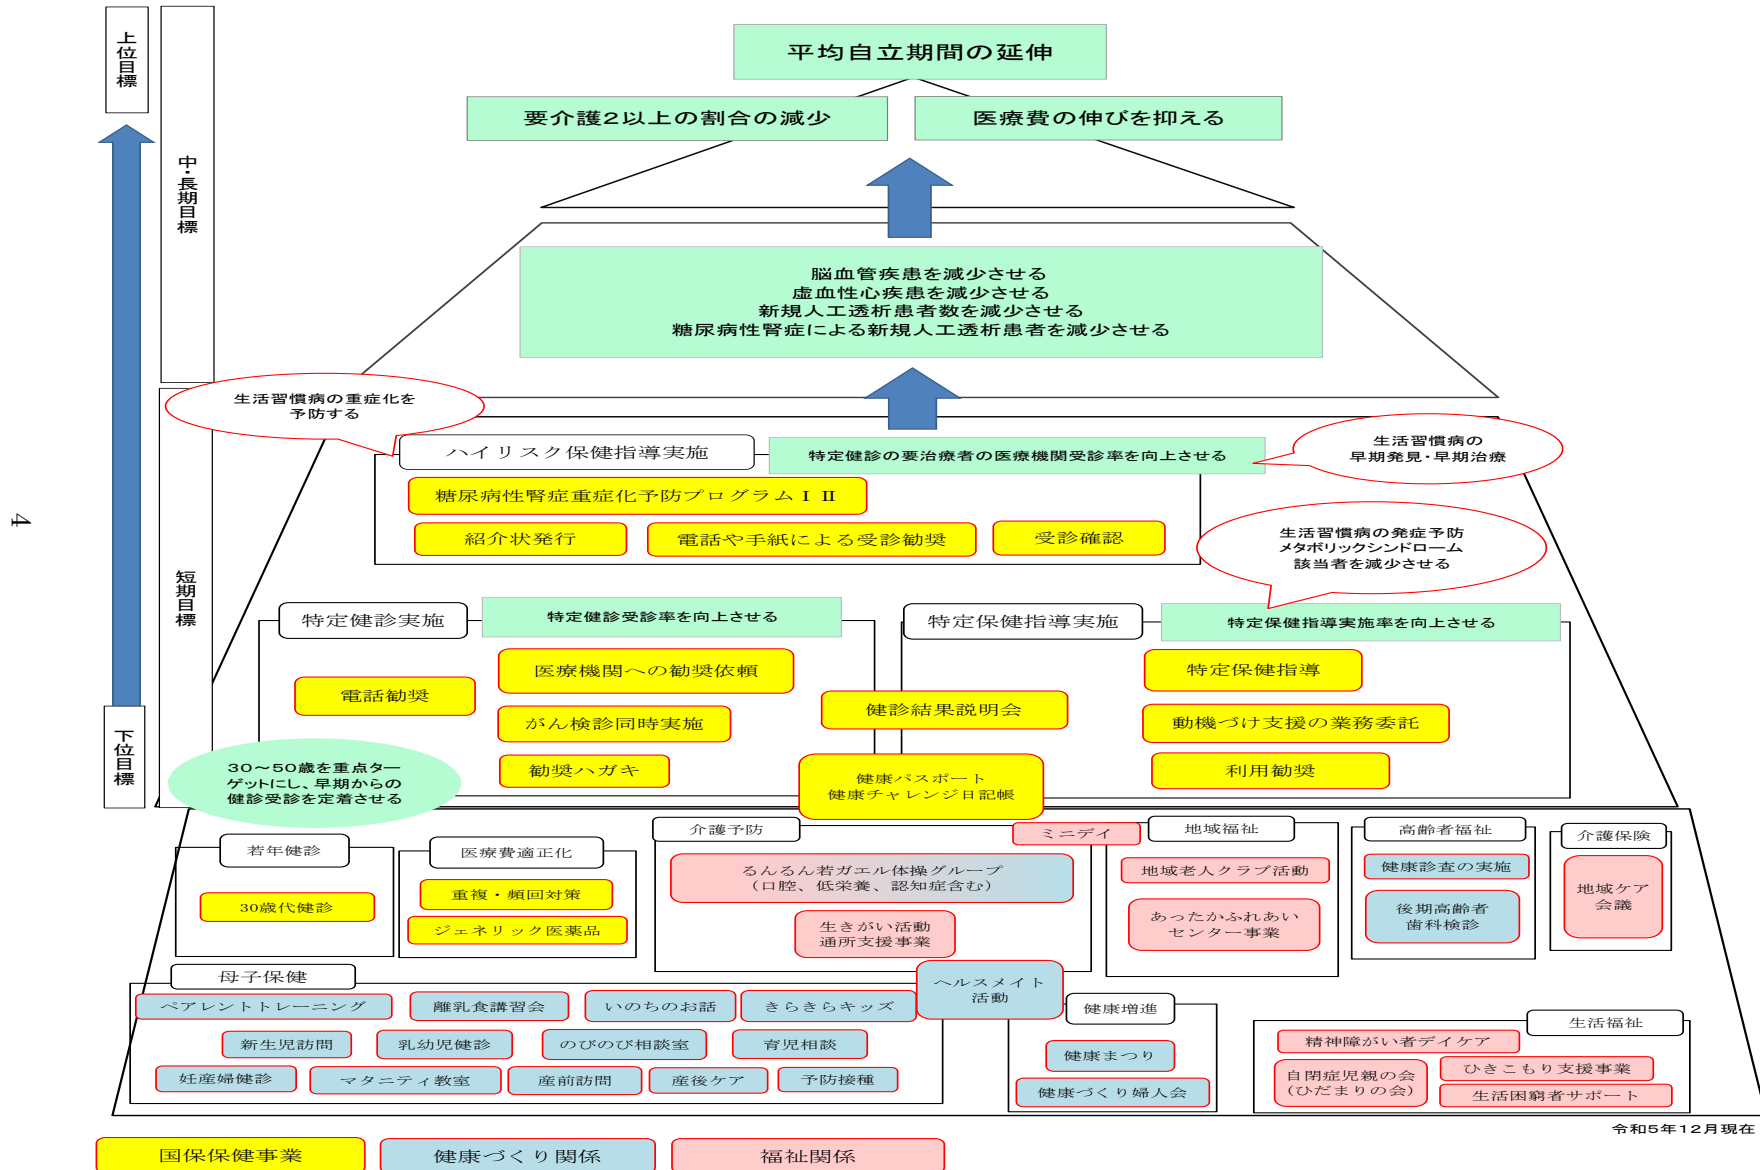 上位目標
中・長期目標
短期目標
下位目標
平均自立期間の延伸
要介護2以上の割合の減少
医療費の伸びを抑える
脳血管疾患を減少させる
虚血性心疾患を減少させる
新規人工透析患者数を減少させる
糖尿病性腎症による新規人工透析患者を減少させる
生活習慣病の重症化を
予防する
ハイリスク保健指導実施
特定健診の要治療者の医療機関受診率を向上させる
生活習慣病の
早期発見・早期治療
糖尿病性腎症重症化予防プログラムⅠⅡ
紹介状発行
電話や手紙による受診勧奨
受診確認
生活習慣病の発症予防
メタボリックシンドローム
該当者を減少させる
特定健診実施
特定健診受診率を向上させる
特定保健指導実施
特定保健指導実施率を向上させる
電話勧奨
医療機関への勧奨依頼
がん検診同時実施
勧奨ハガキ
健診結果説明会
特定保健指導
動機づけ支援の業務委託
利用勧奨
30～50歳を重点ター
ゲットにし、早期からの
健診受診を定着させる
健康パスポート
健康チャレンジ日記帳
若年健診
30歳代健診
医療費適正化
重複・頻回対策
ジェネリック医薬品
介護予防
るんるん若ガエル体操グループ
（口腔、低栄養、認知症含む）
生きがい活動
通所支援事業
ミニデイ
地域福祉
地域老人クラブ活動
あったかふれあい
センター事業
高齢者福祉
健康診査の実施
後期高齢者
歯科検診
介護保険
地域ケア
会議
母子保健
ペアレントトレーニング
離乳食講習会
いのちのお話
きらきらキッズ
新生児訪問
乳幼児健診
のびのび相談室
育児相談
妊産婦健診
マタニティ教室
産前訪問
産後ケア
予防接種
ヘルスメイト
活動
健康増進
健康まつり
健康づくり婦人会
生活福祉
精神障がい者デイケア
自閉症児親の会
(ひだまりの会)
ひきこもり支援事業
生活困窮者サポート
令和5年12月現在
国保保健事業
健康づくり関係
福祉関係
4